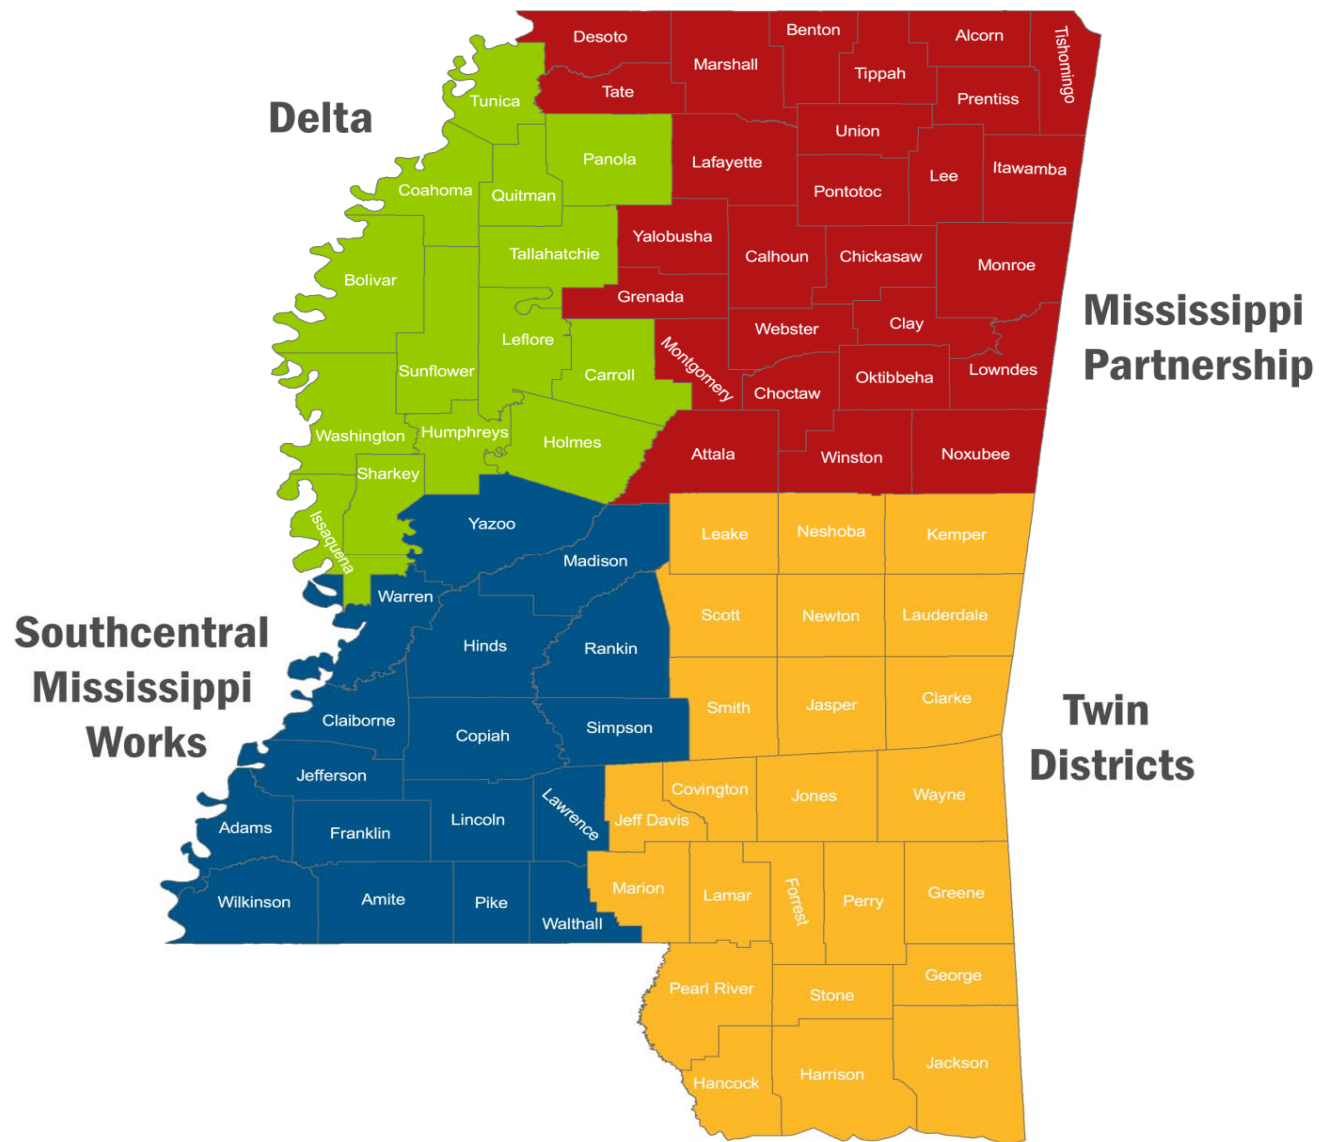 Delta
Mississippi
Partnership
Southcentral
Mississippi
Works
Twin
Districts
Desoto
Marshall
Benton
Tippah
Alcorn
Tishomingo
Tunica
Tate
Prentiss
Union
Panola
Lafayette
Pontotoc
Lee
Itawamba
Coahoma
Quitman
Yalobusha
Tallahatchie
Calhoun
Chickasaw
Monroe
Bolivar
Grenada
Leflore
Webster
Clay
Sunflower
Carroll
Montgomery
Choctaw
Oktibbeha
Lowndes
Washington
Humphreys
Holmes
Attala
Winston
Noxubee
Sharkey
Issaquena
Yazoo
Madison
Leake
Neshoba
Kemper
Warren
Hinds
Rankin
Scott
Newton
Lauderdale
Claiborne
Copiah
Simpson
Smith
Jasper
Clarke
Jefferson
Lawrence
Covington
Jones
Wayne
Adams
Franklin
Lincoln
Jeff Davis
Wilkinson
Amite
Pike
Walthall
Marion
Lamar
Forrest
Perry
Greene
Pearl River
Stone
George
Hancock
Harrison
Jackson